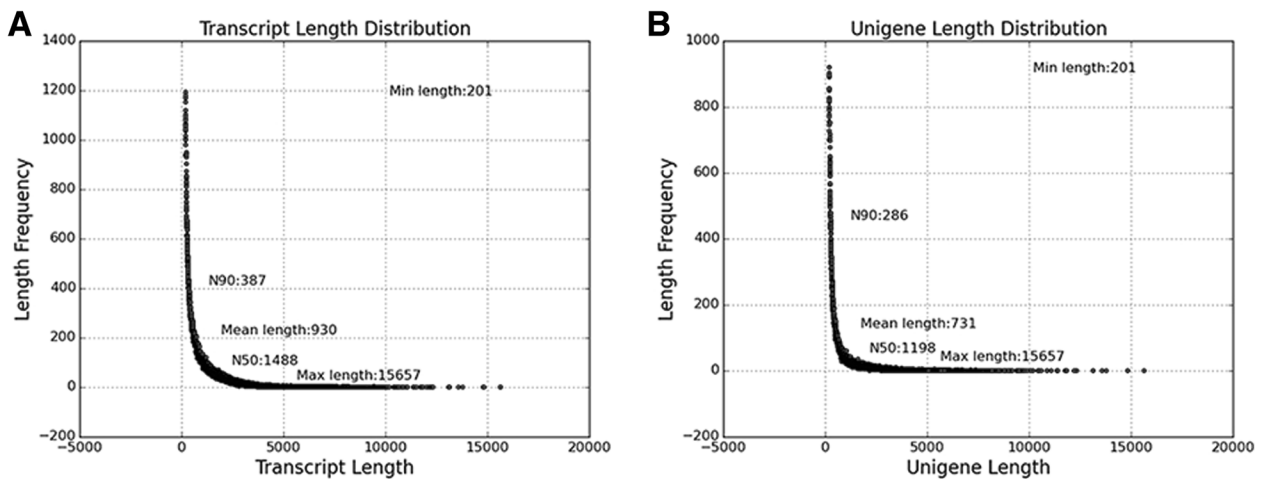 A
Transcript Length Distribution
1400
1200
1000
800
600
400
200
0
−200
Length Frequency
Min length:201
N90:387
Mean length:930
N50:1488
Max length:15657
−5000 0 5000 10000 15000 20000
Transcript Length
B
Unigene Length Distribution
1000
800
600
400
200
0
−200
Length Frequency
Min length:201
N90:286
Mean length:731
N50:1198
Max length:15657
−5000 0 5000 10000 15000 20000
Unigene Length